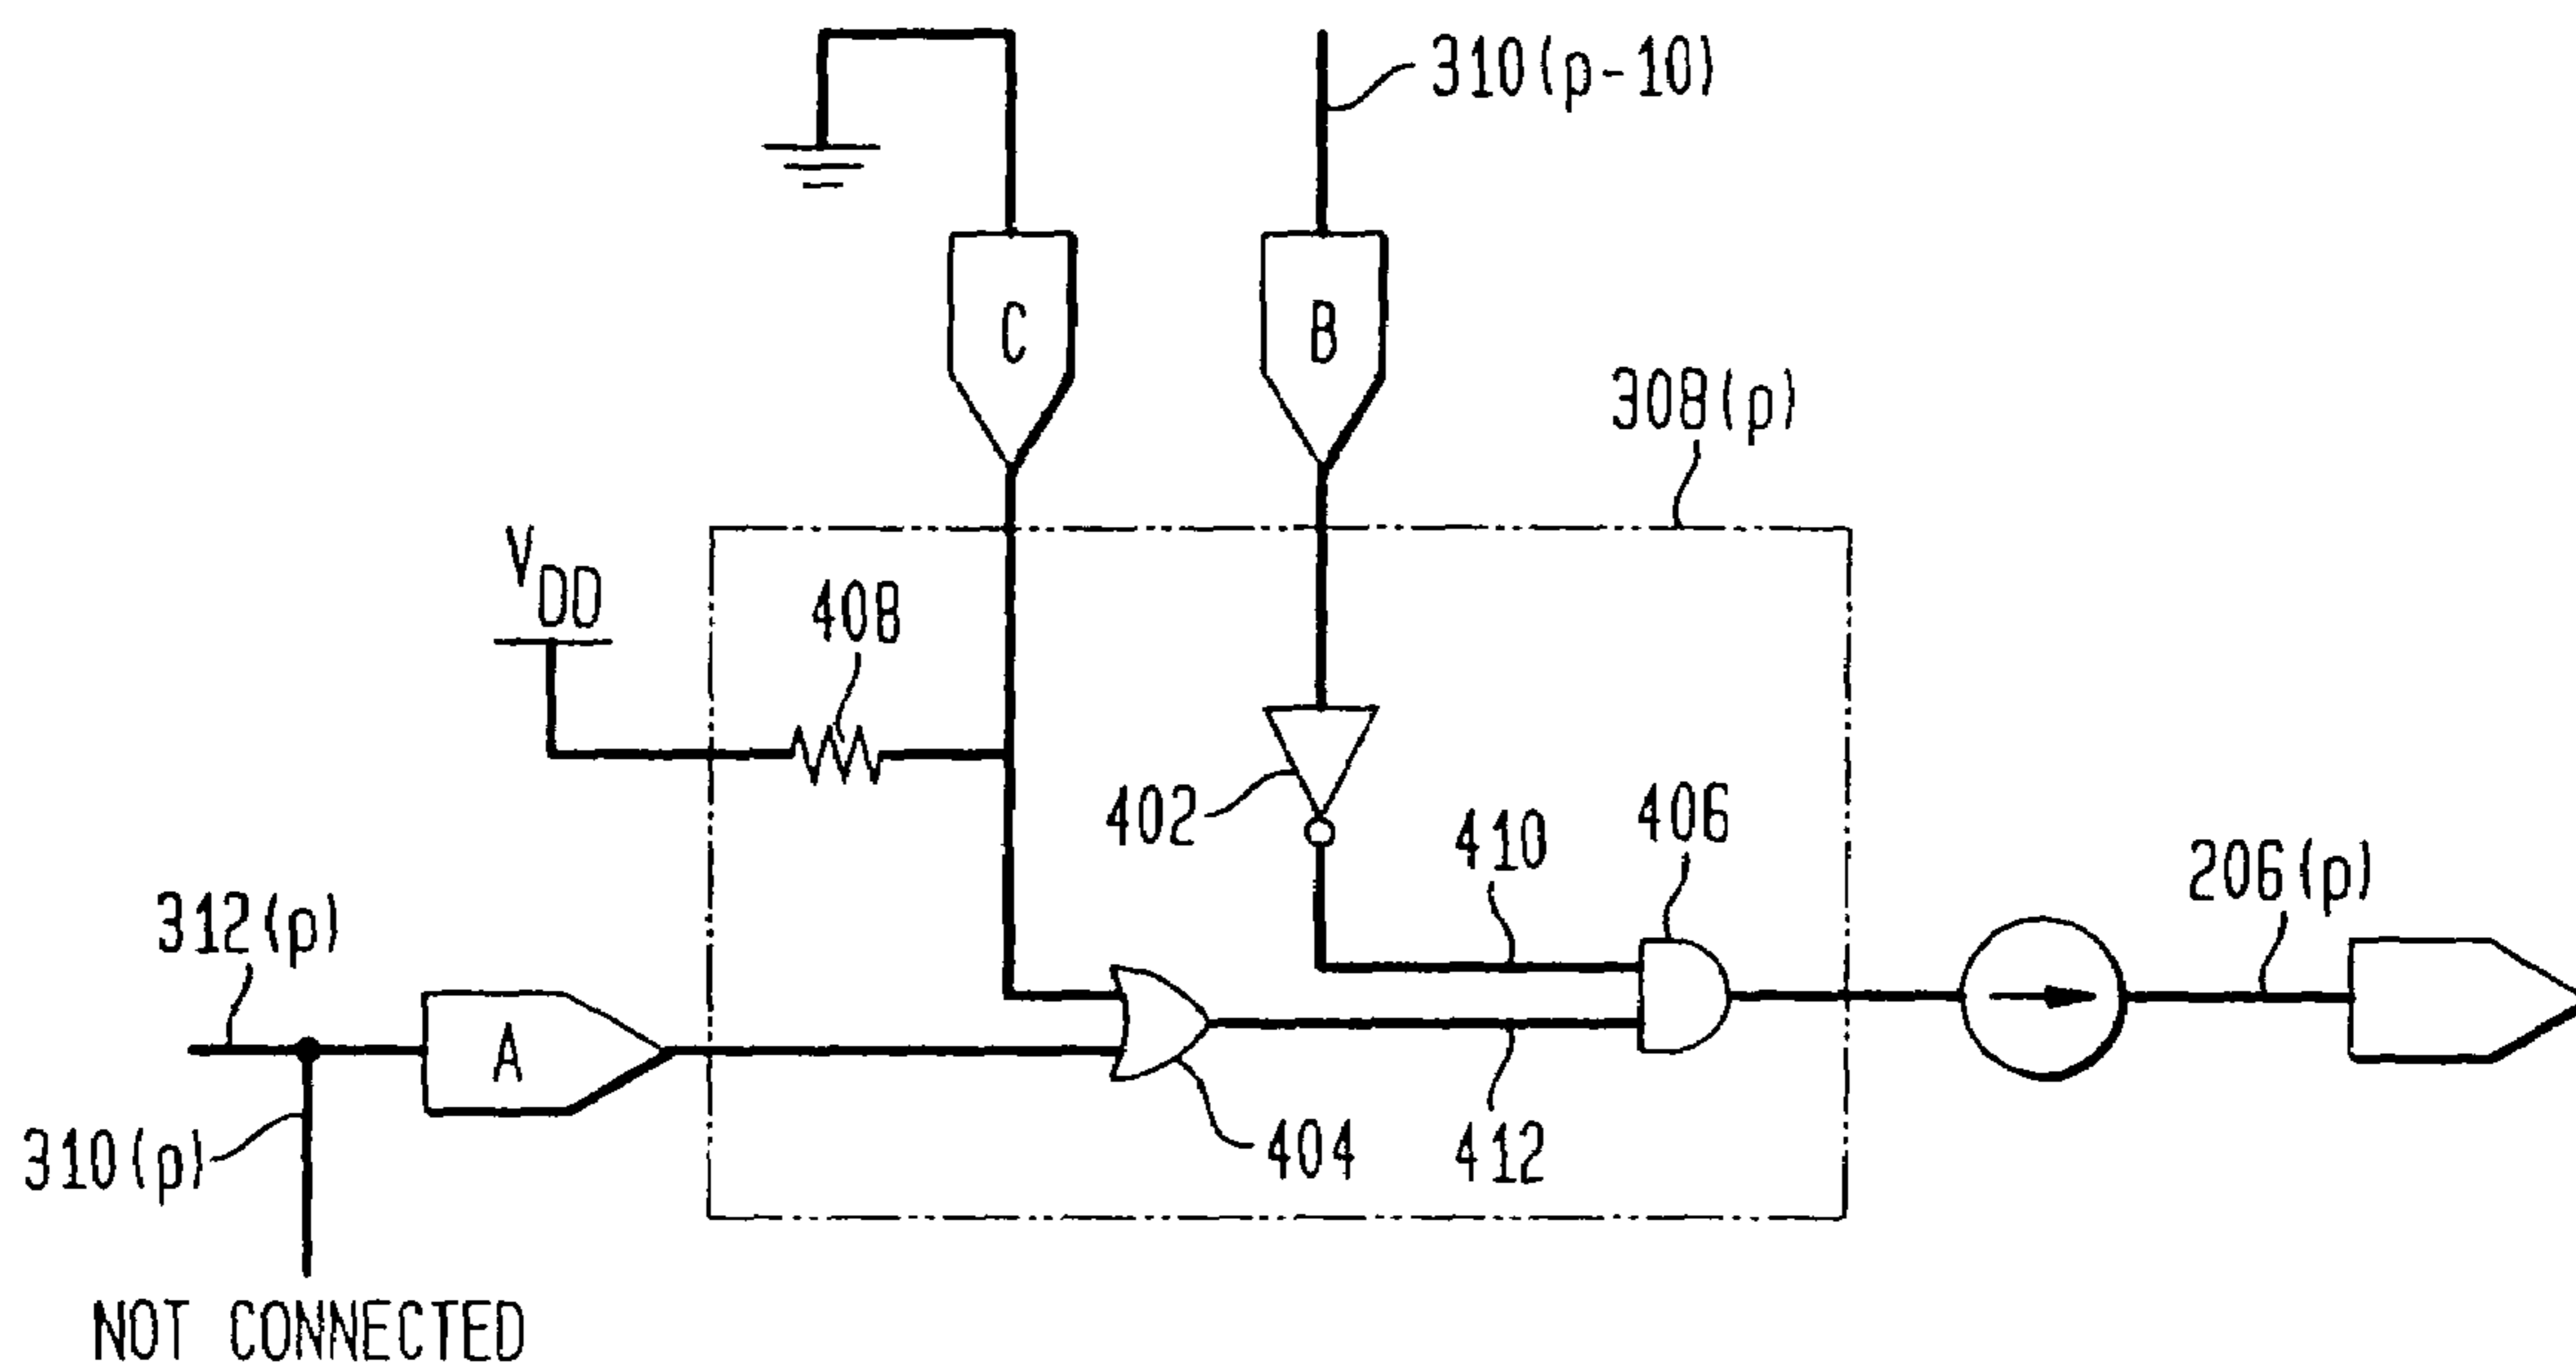 310(p-10)
C
B
308(p)
VDD
408
402
410
406
206(p)
312(p)
A
310(p)
404
412
NOT CONNECTED